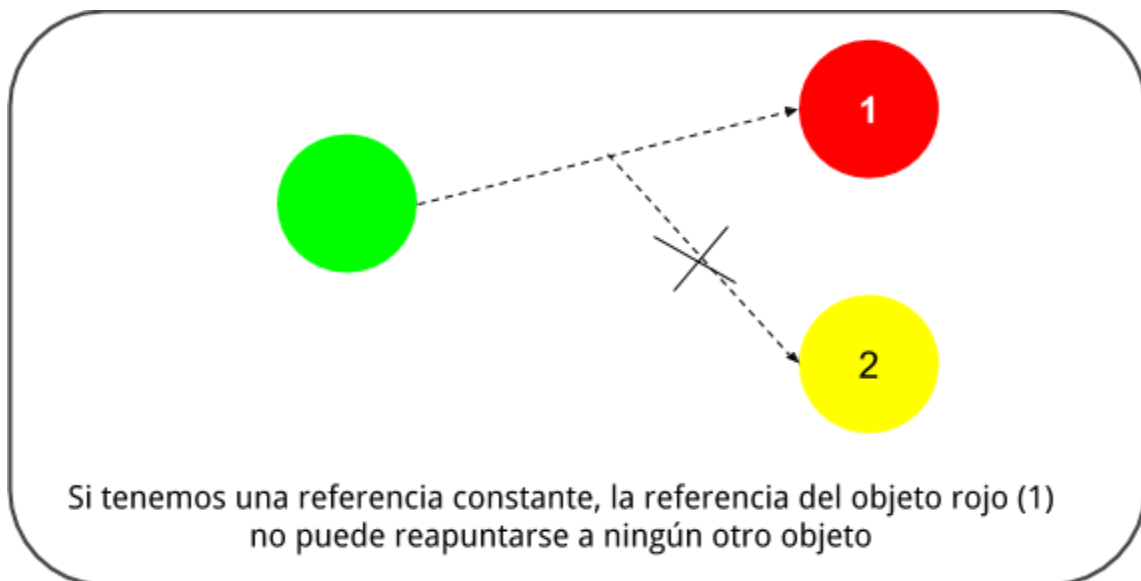 1
2
Si tenemos una referencia constante, la referencia del objeto rojo (1)
no puede reapuntarse a ningún otro objeto